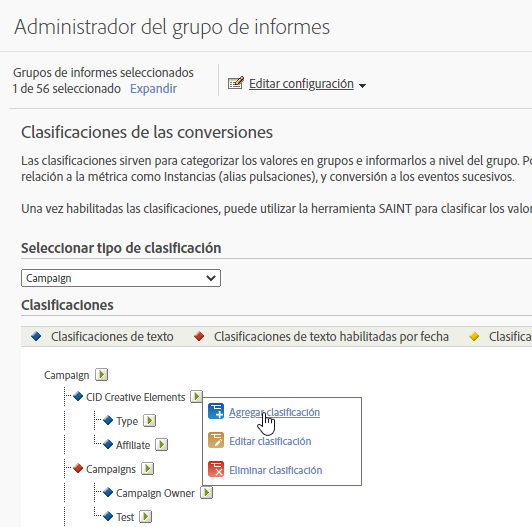 Administrador del grupo de informes
Grupos de informes seleccionados
1 de 56 seleccionado Expandir
Editar configuración
Clasificaciones de las conversiones
Las clasificaciones sirven para categorizar los valores en grupos e informarlos a nivel del grupo. Po
relación a la métrica como Instancias (alias pulsaciones), y conversión a los eventos sucesivos.
Una vez habilitadas las clasificaciones, puede utilizar la herramienta SAINT para clasificar los valor
Seleccionar tipo de clasificación
Campaign
Clasificaciones
Clasificaciones de texto Clasificaciones de texto habilitadas por fecha Clasifica
Campaign
CID Creative Elements
Agregar clasificación
Type
Editar clasificación
Affiliate
Eliminar clasificación
Campaigns
Campaign Owner
Test